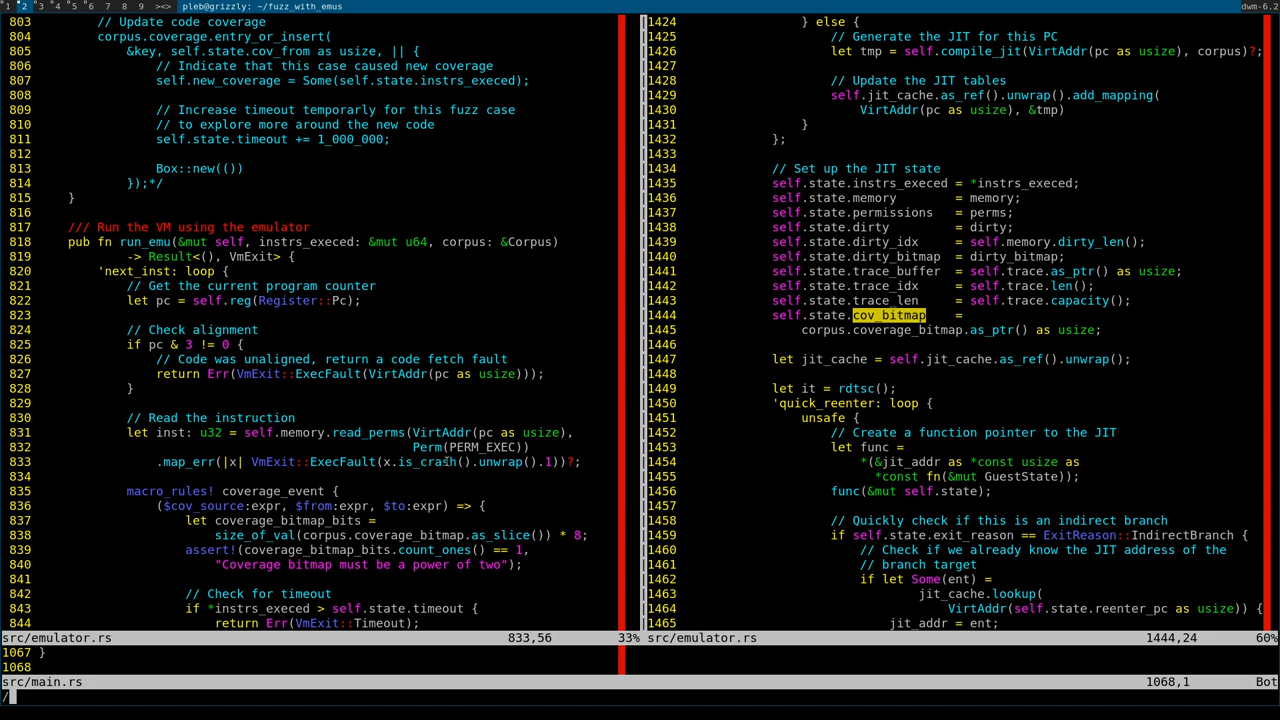 1 2 3 4 5 6 7 8 9 ><> pleb@grizzly: ~/fuzz_with_emus dwm-6.2
803 // Update code coverage
804 corpus.coverage.entry_or_insert(
805 &key, self.state.cov_from as usize, || {
806 // Indicate that this case caused new coverage
807 self.new_coverage = Some(self.state.instrs_execed);
808
809 // Increase timeout temporarily for this fuzz case
810 // to explore more around the new code
811 self.state.timeout += 1_000_000;
812
813 Box::new(())
814 });*/
815 }
816
817 /// Run the VM using the emulator
818 pub fn run_emu(&mut self, instrs_execed: &mut u64, corpus: &Corpus)
819 -> Result<(), VmExit> {
820 'next_inst: loop {
821 // Get the current program counter
822 let pc = self.reg(Register::Pc);
823
824 // Check alignment
825 if pc & 3 != 0 {
826 // Code was unaligned, return a code fetch fault
827 return Err(VmExit::ExecFault(VirtAddr(pc as usize)));
828 }
829
830 // Read the instruction
831 let inst: u32 = self.memory.read_perms(VirtAddr(pc as usize),
832 Perm(PERM_EXEC))
833 .map_err(|x| VmExit::ExecFault(x.is_crash().unwrap().1))?;
834
835 macro_rules! coverage_event {
836 ($cov_source:expr, $from:expr, $to:expr) => {
837 let coverage_bitmap_bits =
838 size_of_val(corpus.coverage_bitmap.as_slice()) * 8;
839 assert!(coverage_bitmap_bits.count_ones() == 1,
840 "Coverage bitmap must be a power of two");
841
842 // Check for timeout
843 if *instrs_execed > self.state.timeout {
844 return Err(VmExit::Timeout);
src/emulator.rs 833,56 33%
1424 } else {
1425 // Generate the JIT for this PC
1426 let tmp = self.compile_jit(VirtAddr(pc as usize), corpus)?;
1427
1428 // Update the JIT tables
1429 self.jit_cache.as_ref().unwrap().add_mapping(
1430 VirtAddr(pc as usize), &tmp)
1431 }
1432 };
1433
1434 // Set up the JIT state
1435 self.state.instrs_execed = *instrs_execed;
1436 self.state.memory = memory;
1437 self.state.permissions = perms;
1438 self.state.dirty = dirty;
1439 self.state.dirty_idx = self.memory.dirty_len();
1440 self.state.dirty_bitmap = dirty_bitmap;
1441 self.state.trace_buffer = self.trace.as_ptr() as usize;
1442 self.state.trace_idx = self.trace.len();
1443 self.state.trace_len = self.trace.capacity();
1444 self.state.cov_bitmap =
1445 corpus.coverage_bitmap.as_ptr() as usize;
1446
1447 let jit_cache = self.jit_cache.as_ref().unwrap();
1448
1449 let it = rdtsc();
1450 'quick_reenter: loop {
1451 unsafe {
1452 // Create a function pointer to the JIT
1453 let func =
1454 *(&jit_addr as *const usize as
1455 *const fn(&mut GuestState));
1456 func(&mut self.state);
1457
1458 // Quickly check if this is an indirect branch
1459 if self.state.exit_reason == ExitReason::IndirectBranch {
1460 // Check if we already know the JIT address of the
1461 // branch target
1462 if let Some(ent) =
1463 jit_cache.lookup(
1464 VirtAddr(self.state.reenter_pc as usize)) {
1465 jit_addr = ent;
src/emulator.rs 1444,24 60%
1067 }
1068
src/main.rs 1068,1 Bot
/